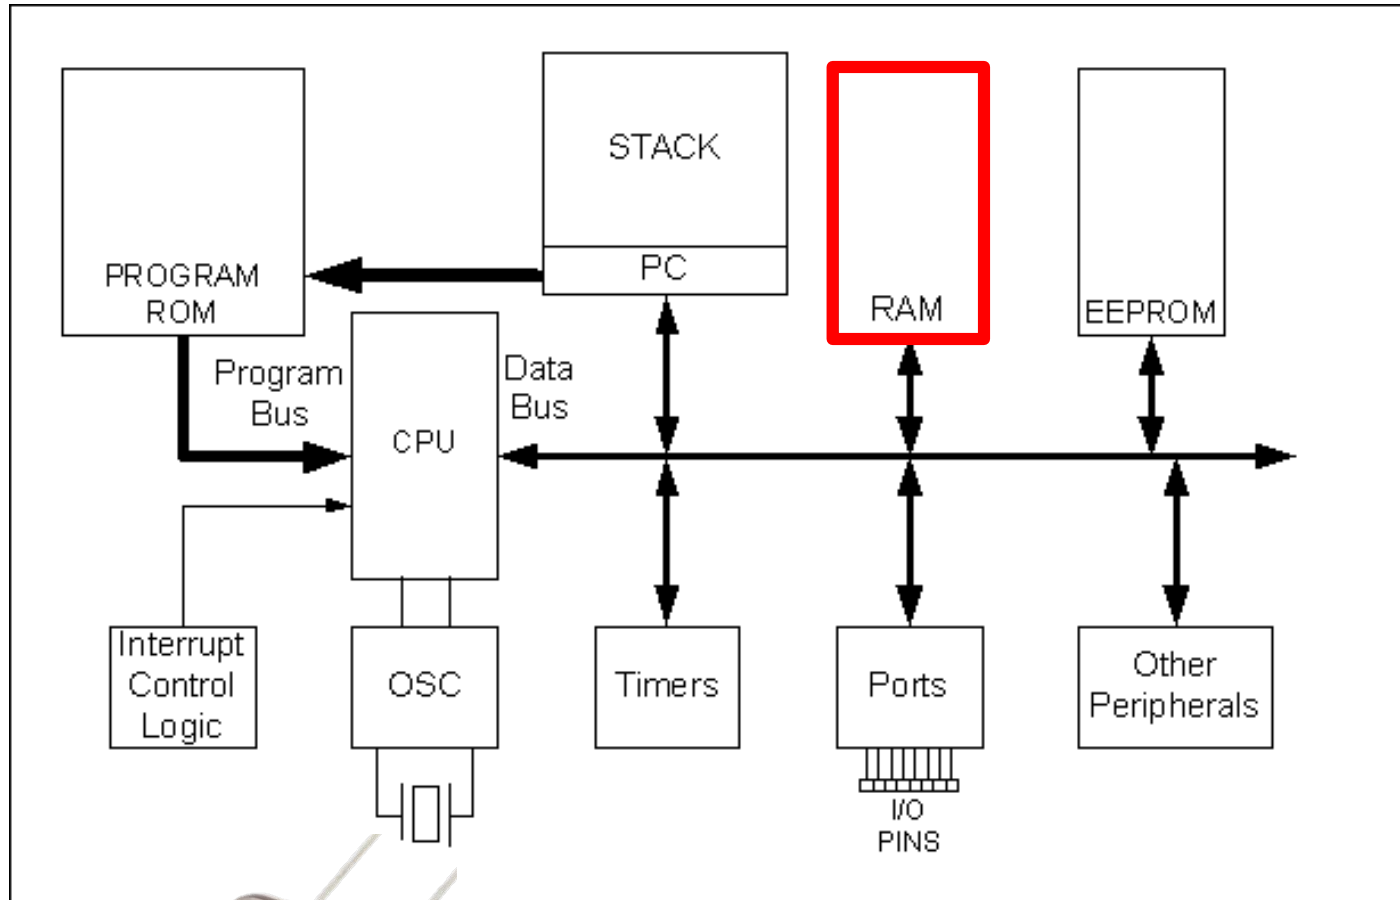 STACK
PC
PROGRAM
ROM
RAM
EEPROM
Program
Bus
Data
Bus
CPU
Interrupt
Control
Logic
OSC
Timers
Ports
Other
Peripherals
I/O
PINS